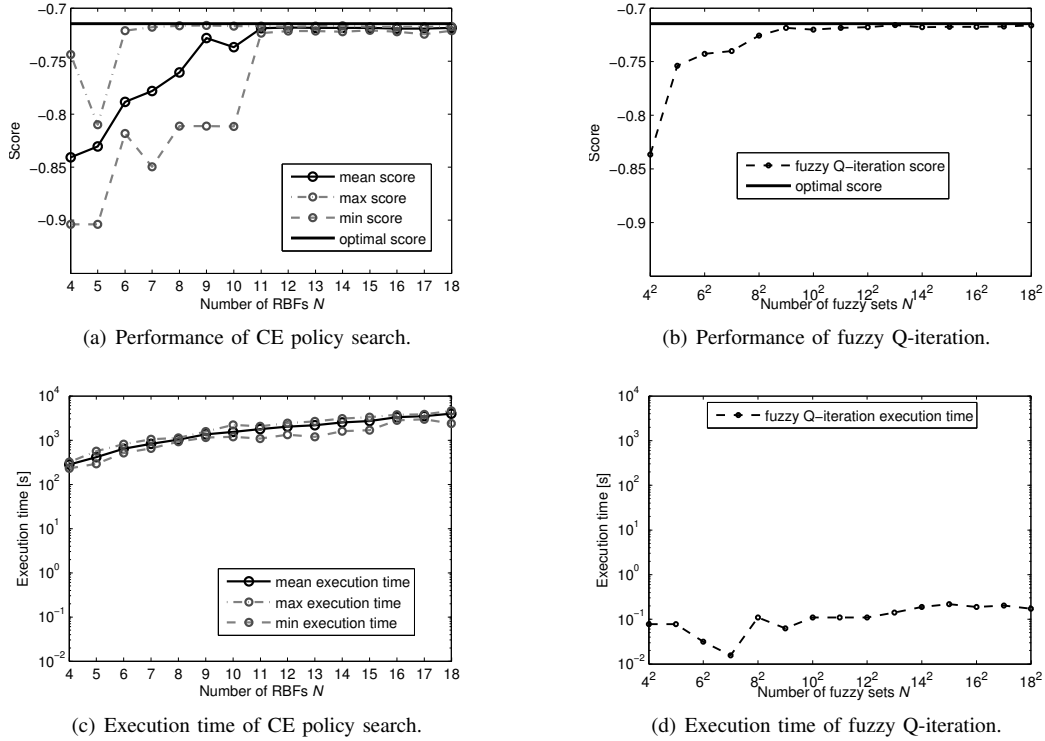 −0.7
−0.75
−0.8
−0.85
−0.9
Score
mean score
max score
min score
optimal score
4 5 6 7 8 9 10 11 12 13 14 15 16 17 18
Number of RBFs N
(a) Performance of CE policy search.
−0.7
−0.75
−0.8
−0.85
−0.9
Score
fuzzy Q−iteration score
optimal score
4² 6² 8² 10² 12² 14² 16² 18²
Number of fuzzy sets N
(b) Performance of fuzzy Q-iteration.
10⁴
10³
10²
10¹
10⁰
10⁻¹
10⁻²
Execution time [s]
mean execution time
max execution time
min execution time
4 5 6 7 8 9 10 11 12 13 14 15 16 17 18
Number of RBFs N
(c) Execution time of CE policy search.
10⁴
10³
10²
10¹
10⁰
10⁻¹
10⁻²
Execution time [s]
fuzzy Q−iteration execution time
4² 6² 8² 10² 12² 14² 16² 18²
Number of fuzzy sets N
(d) Execution time of fuzzy Q-iteration.